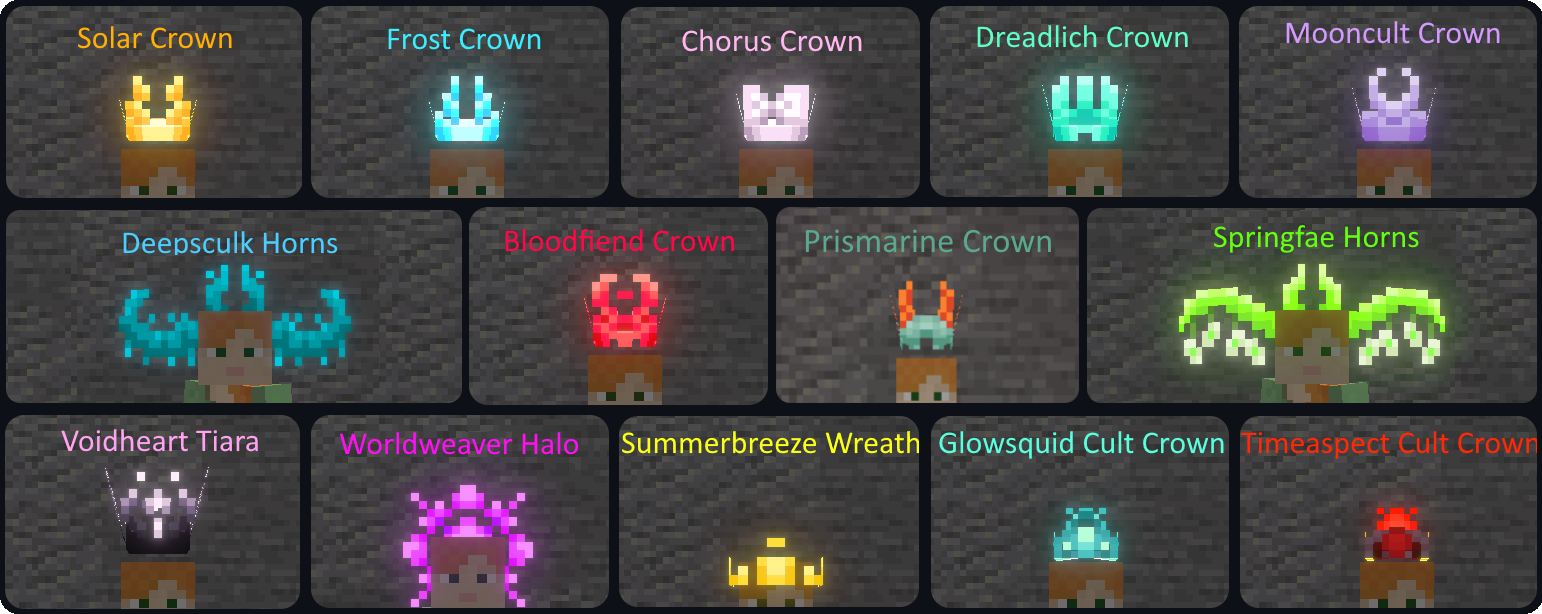 Solar Crown
Frost Crown
Chorus Crown
Dreadlich Crown
Mooncult Crown
Deepsculk Horns
Bloodfiend Crown
Prismarine Crown
Springfae Horns
Voidheart Tiara
Worldweaver Halo
Summerbreeze Wreath
Glowsquid Cult Crown
Timeaspect Cult Crown